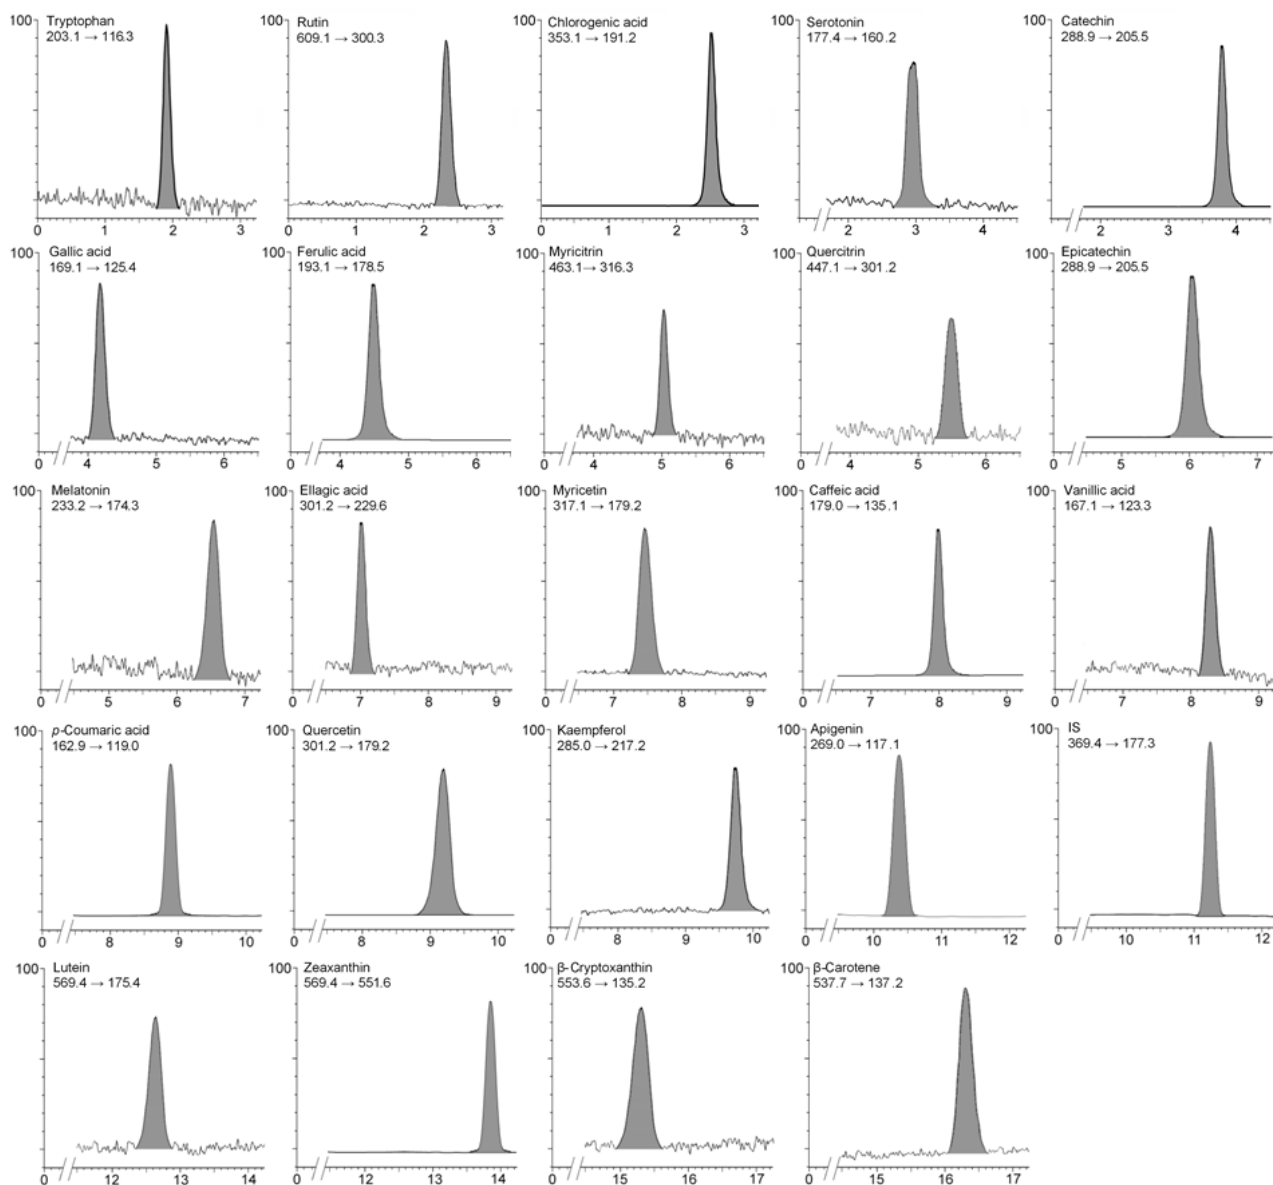 100
Tryptophan
203.1 → 116.3
0 1 2 3
100
Rutin
609.1 → 300.3
0 1 2 3
100
Chlorogenic acid
353.1 → 191.2
0 1 2 3
100
Serotonin
177.4 → 160.2
0 2 3 4
100
Catechin
288.9 → 205.5
0 2 3 4
100
Gallic acid
169.1 → 125.4
0 4 5 6
100
Ferulic acid
193.1 → 178.5
0 4 5 6
100
Myricitrin
463.1 → 316.3
0 4 5 6
100
Quercitrin
447.1 → 301.2
0 4 5 6
100
Epicatechin
288.9 → 205.5
0 5 6 7
100
Melatonin
233.2 → 174.3
0 5 6 7
100
Ellagic acid
301.2 → 229.6
0 7 8 9
100
Myricetin
317.1 → 179.2
0 7 8 9
100
Caffeic acid
179.0 → 135.1
0 7 8 9
100
Vanillic acid
167.1 → 123.3
0 7 8 9
100
p-Coumaric acid
162.9 → 119.0
0 8 9 10
100
Quercetin
301.2 → 179.2
0 8 9 10
100
Kaempferol
285.0 → 217.2
0 8 9 10
100
Apigenin
269.0 → 117.1
0 10 11 12
100
IS
369.4 → 177.3
0 10 11 12
100
Lutein
569.4 → 175.4
0 12 13 14
100
Zeaxanthin
569.4 → 551.6
0 12 13 14
100
β-Cryptoxanthin
553.6 → 135.2
0 15 16 17
100
β-Carotene
537.7 → 137.2
0 15 16 17